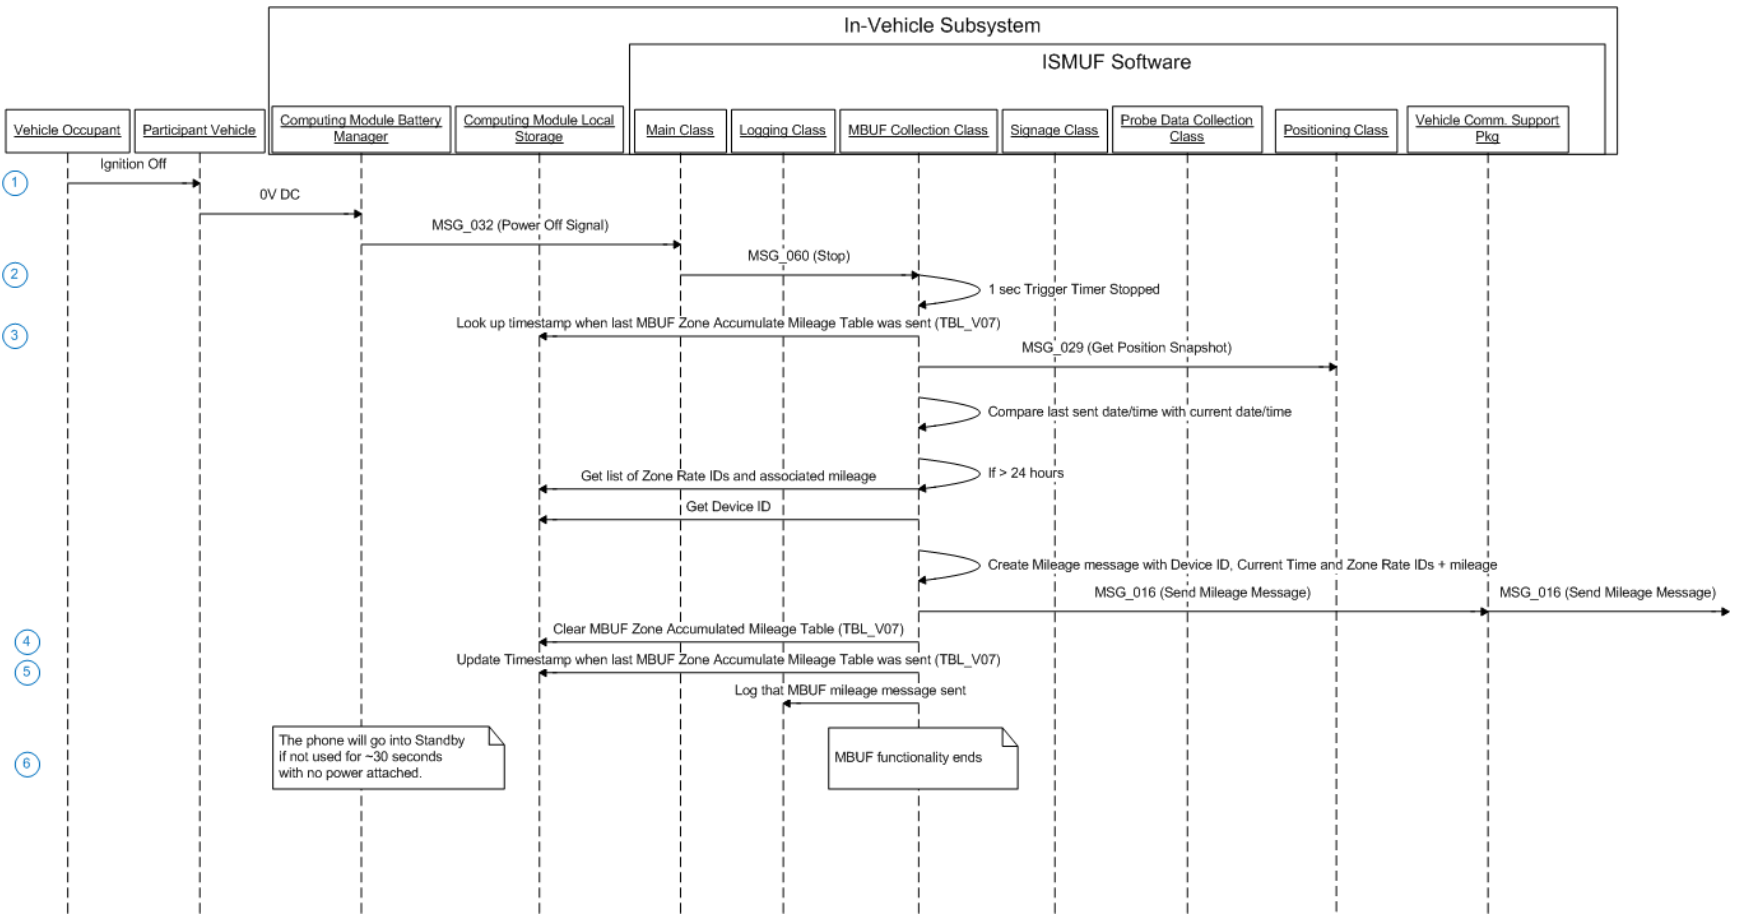 In-Vehicle Subsystem
ISMUF Software
Vehicle Occupant
Participant Vehicle
Computing Module Battery
Manager
Computing Module Local
Storage
Main Class
Logging Class
MBUF Collection Class
Signage Class
Probe Data Collection
Class
Positioning Class
Vehicle Comm. Support
Pkg
Ignition Off
1
0V DC
MSG_032 (Power Off Signal)
MSG_060 (Stop)
2
1 sec Trigger Timer Stopped
Look up timestamp when last MBUF Zone Accumulate Mileage Table was sent (TBL_V07)
3
MSG_029 (Get Position Snapshot)
Compare last sent date/time with current date/time
If > 24 hours
Get list of Zone Rate IDs and associated mileage
Get Device ID
Create Mileage message with Device ID, Current Time and Zone Rate IDs + mileage
MSG_016 (Send Mileage Message)
MSG_016 (Send Mileage Message)
Clear MBUF Zone Accumulated Mileage Table (TBL_V07)
4
Update Timestamp when last MBUF Zone Accumulate Mileage Table was sent (TBL_V07)
5
Log that MBUF mileage message sent
The phone will go into Standby
if not used for ~30 seconds
with no power attached.
MBUF functionality ends
6